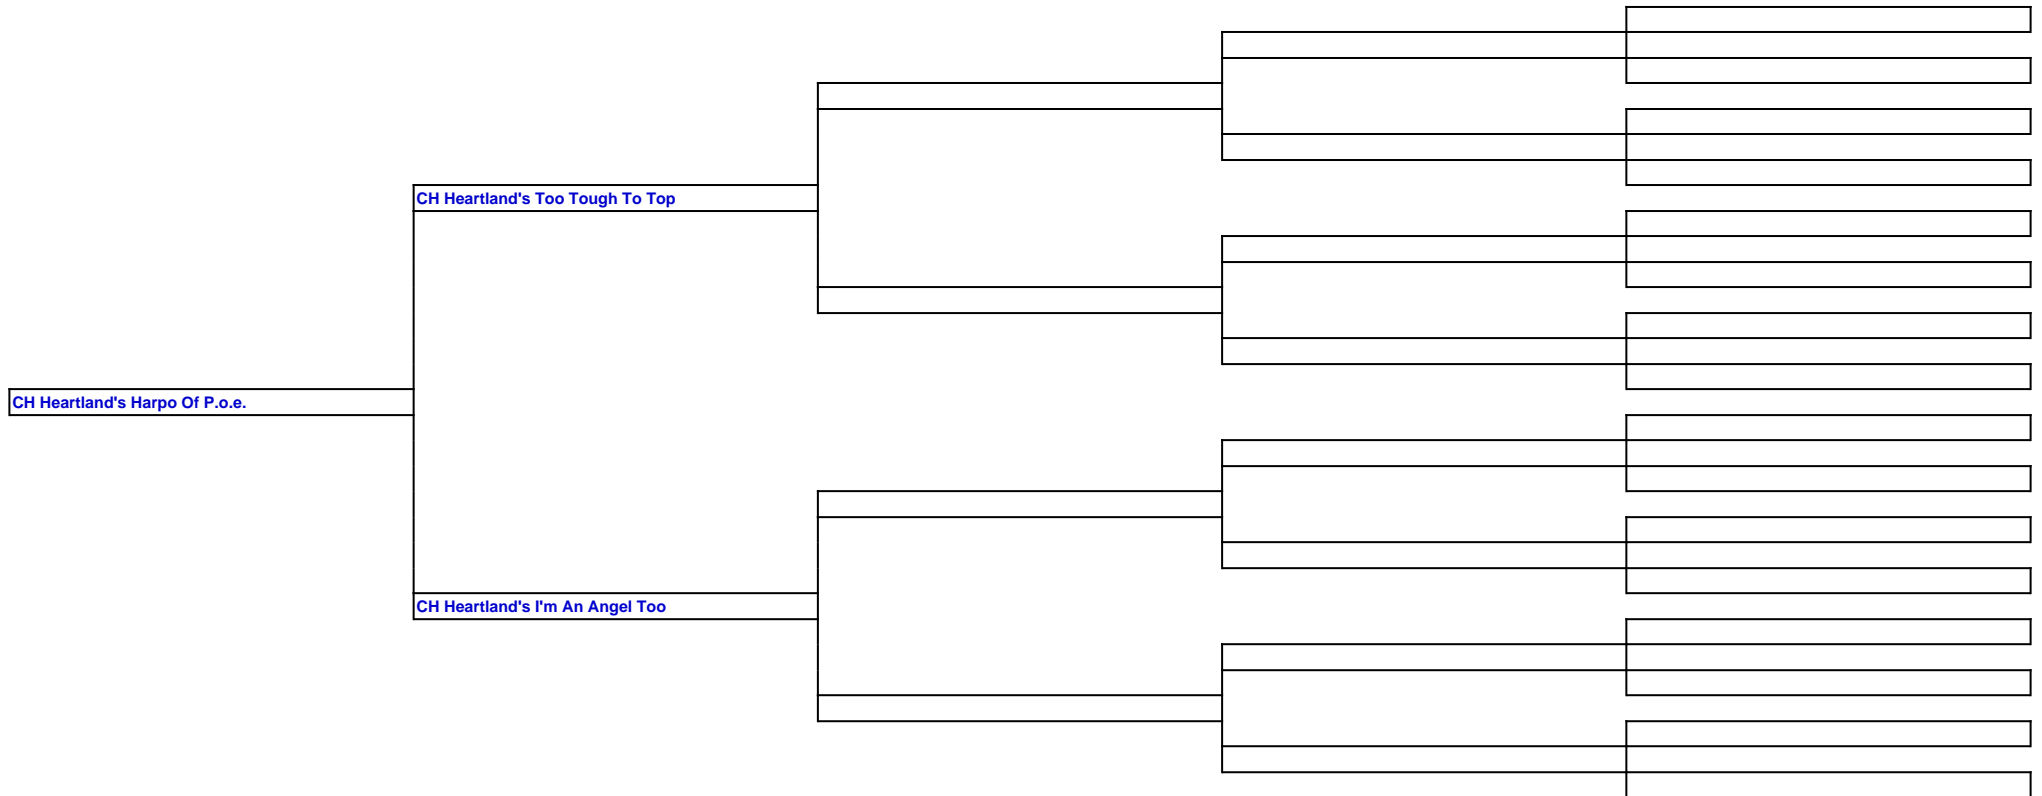 CH Heartland's Too Tough To Top
CH Heartland's Harpo Of P.o.e.
CH Heartland's I'm An Angel Too